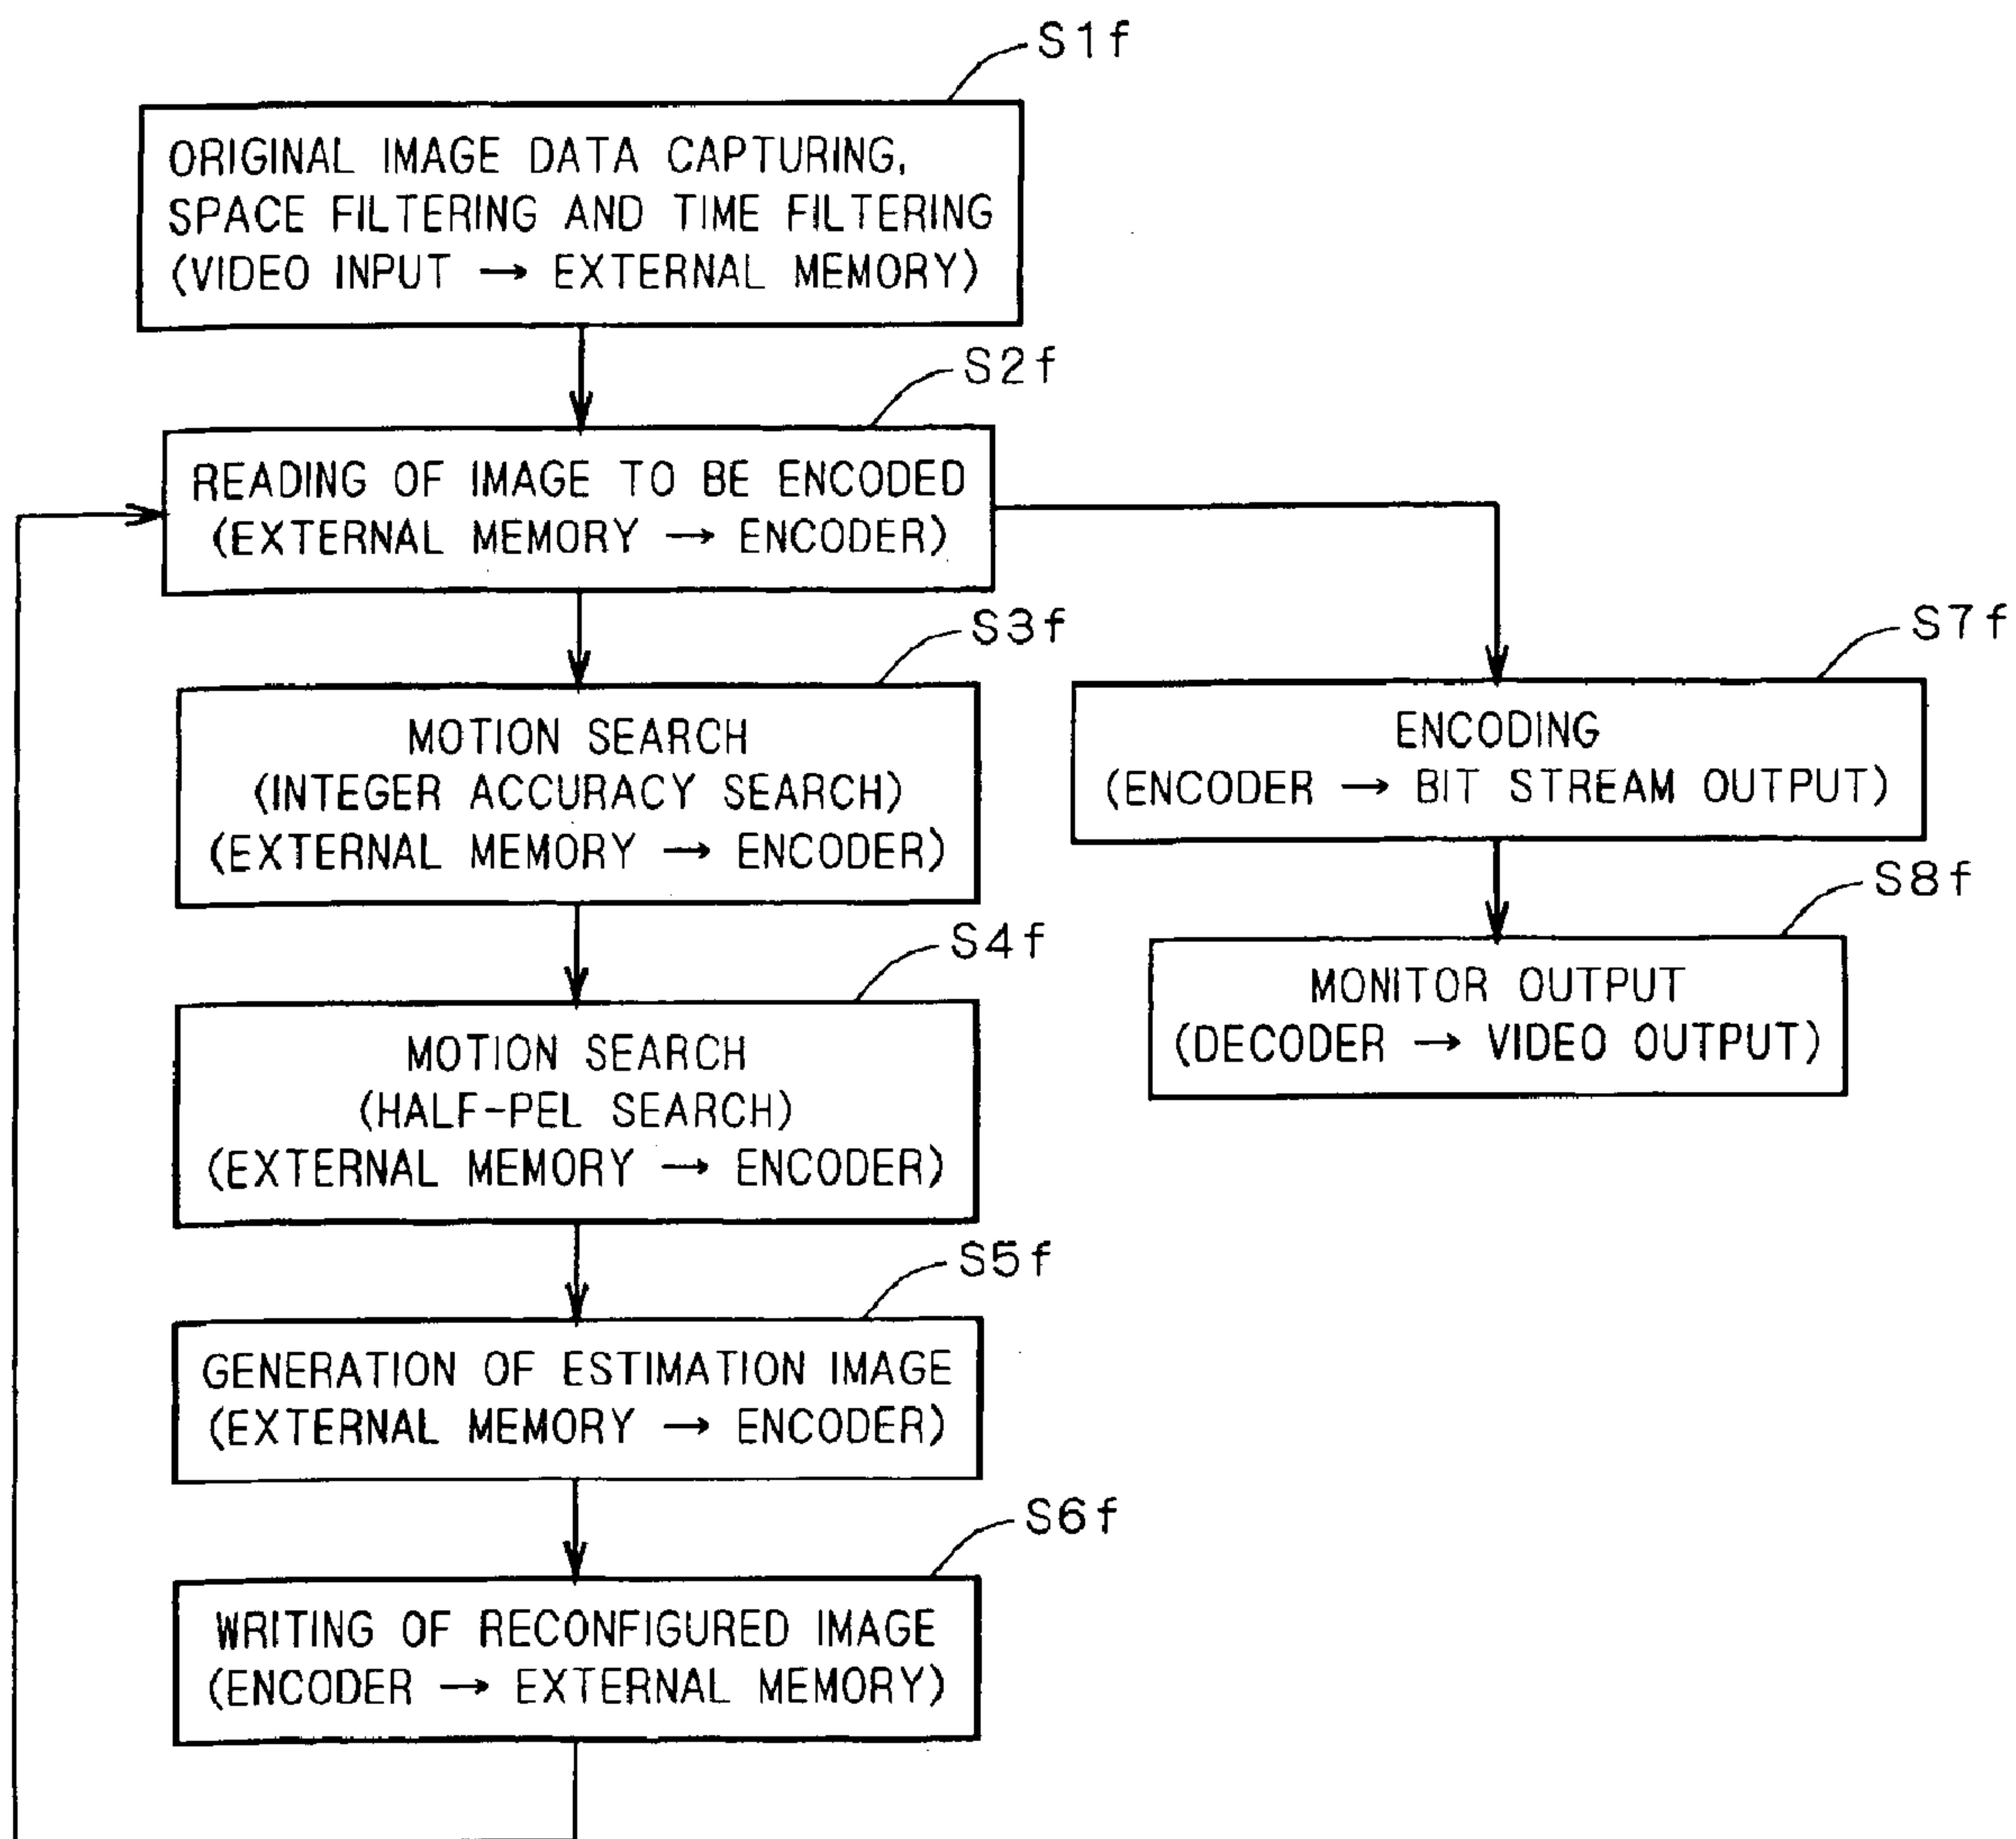 S1f
ORIGINAL IMAGE DATA CAPTURING,
SPACE FILTERING AND TIME FILTERING
(VIDEO INPUT → EXTERNAL MEMORY)
S2f
READING OF IMAGE TO BE ENCODED
(EXTERNAL MEMORY → ENCODER)
S3f
MOTION SEARCH
(INTEGER ACCURACY SEARCH)
(EXTERNAL MEMORY → ENCODER)
S4f
MOTION SEARCH
(HALF-PEL SEARCH)
(EXTERNAL MEMORY → ENCODER)
S5f
GENERATION OF ESTIMATION IMAGE
(EXTERNAL MEMORY → ENCODER)
S6f
WRITING OF RECONFIGURED IMAGE
(ENCODER → EXTERNAL MEMORY)
S7f
ENCODING
(ENCODER → BIT STREAM OUTPUT)
S8f
MONITOR OUTPUT
(DECODER → VIDEO OUTPUT)